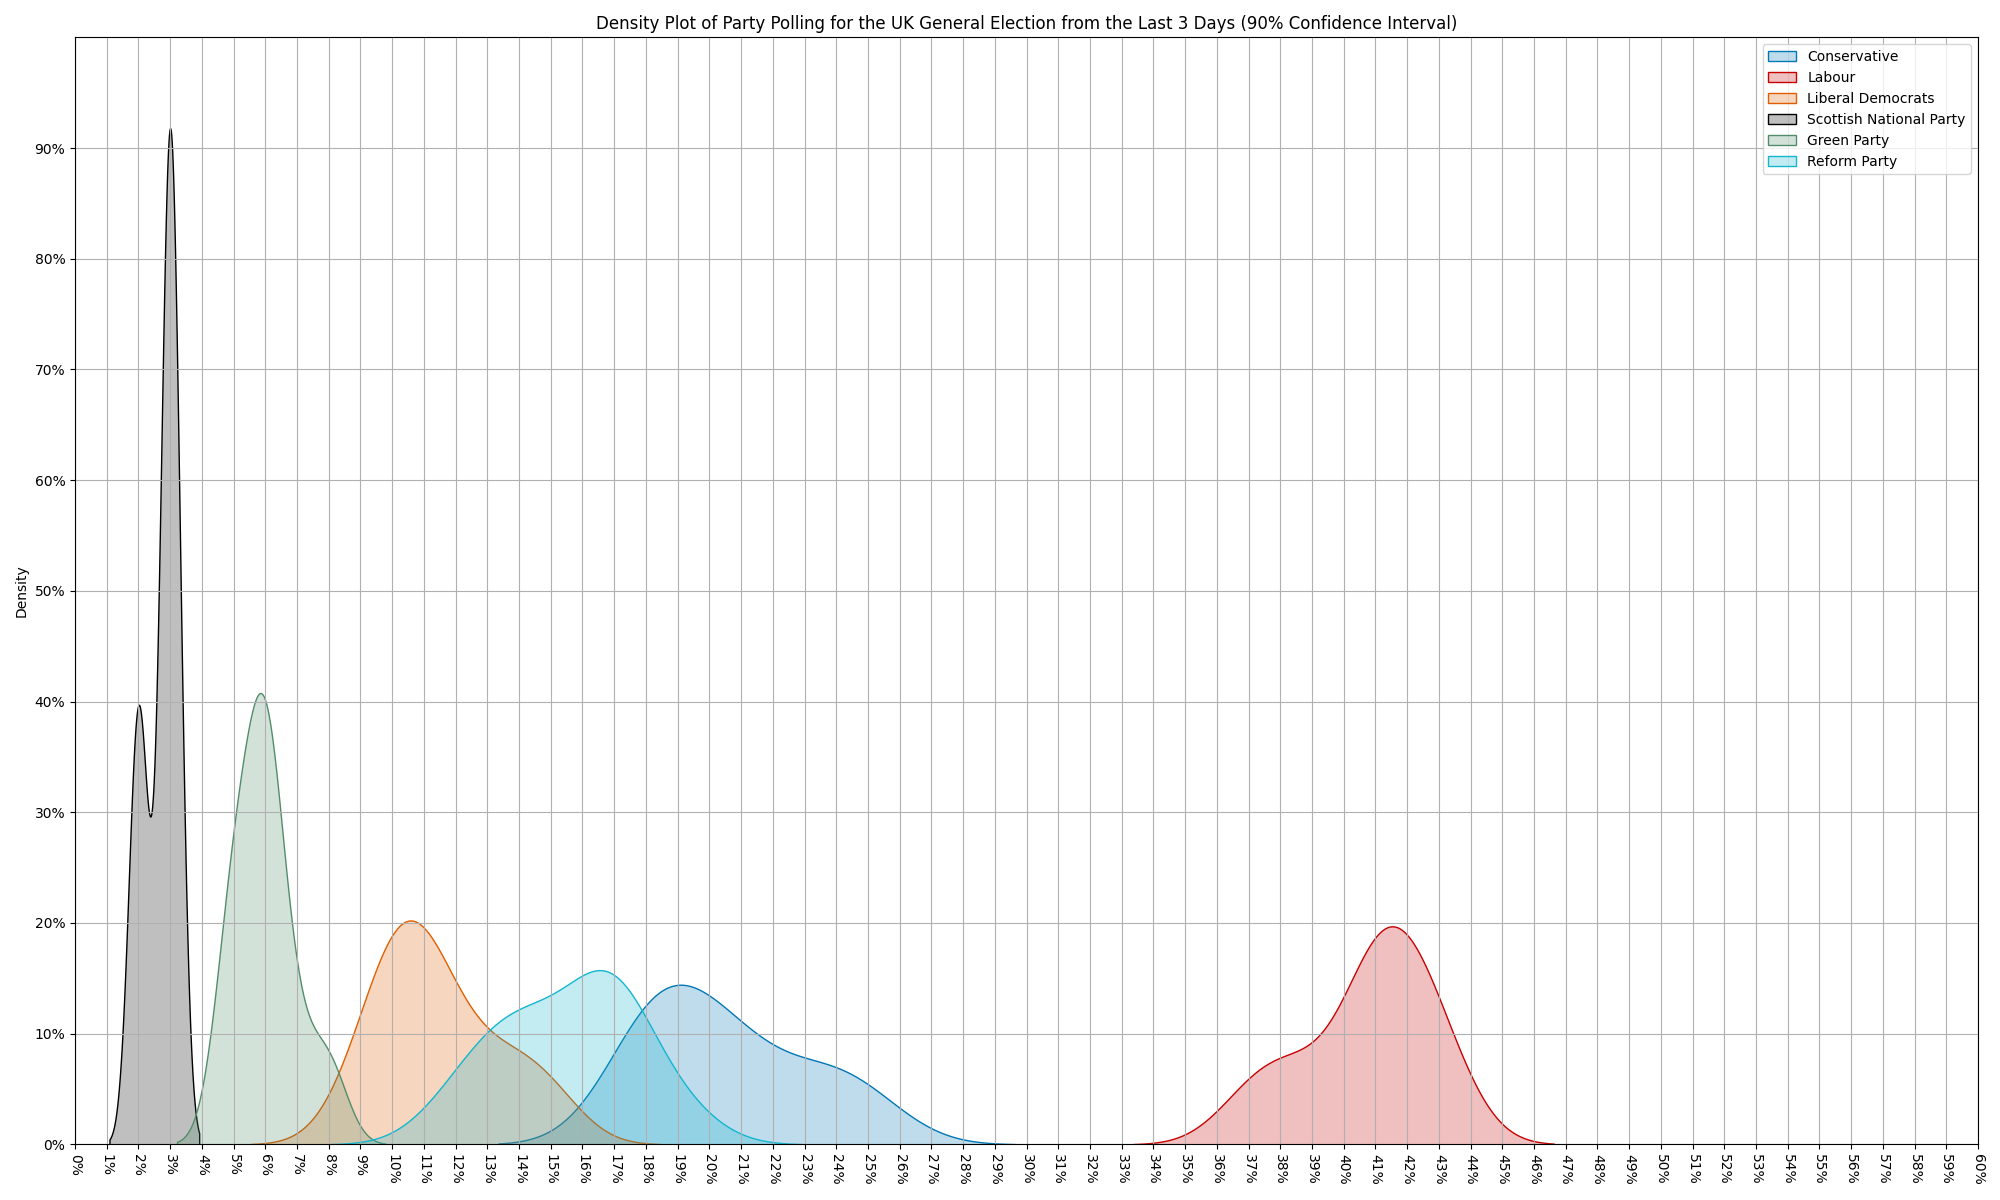 Density Plot of Party Polling for the UK General Election from the Last 3 Days (90% Confidence Interval)
Conservative
Labour
Liberal Democrats
Scottish National Party
Green Party
Reform Party
90%
80%
70%
60%
50%
40%
30%
20%
10%
0%
Density
0% 1% 2% 3% 4% 5% 6% 7% 8% 9% 10% 11% 12% 13% 14% 15% 16% 17% 18% 19% 20% 21% 22% 23% 24% 25% 26% 27% 28% 29% 30% 31% 32% 33% 34% 35% 36% 37% 38% 39% 40% 41% 42% 43% 44% 45% 46% 47% 48% 49% 50% 51% 52% 53% 54% 55% 56% 57% 58% 59% 60%